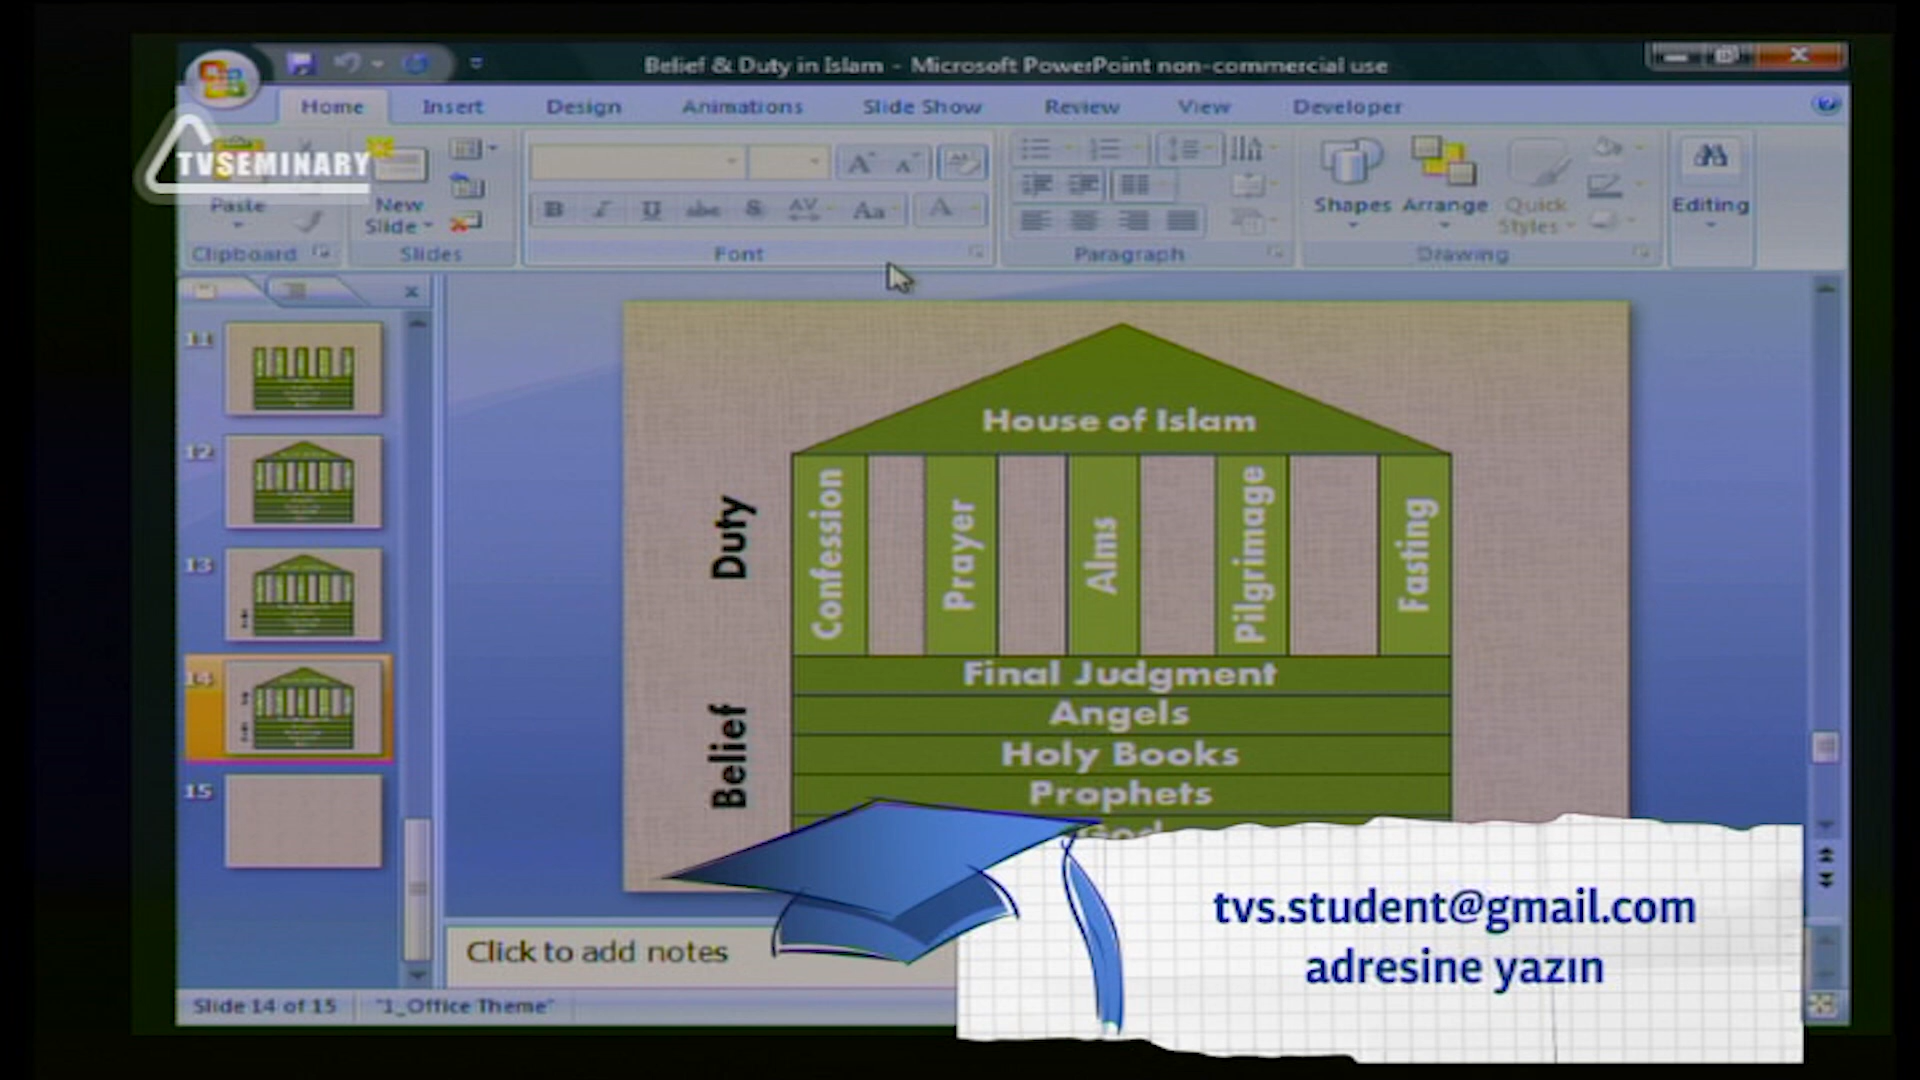 Belief & Duty in Islam - Microsoft PowerPoint non-commercial use
Home Insert Design Animations Slide Show Review View Developer
TVSEMINARY
Paste
New Slide
Shapes Arrange Quick Styles
Editing
Clipboard Slides Font Paragraph Drawing
11
12
13
14
15
House of Islam
Duty
Confession
Prayer
Alms
Pilgrimage
Fasting
Belief
Final Judgment
Angels
Holy Books
Prophets
God
Click to add notes
tvs.student@gmail.com
adresine yazın
Slide 14 of 15 "1_Office Theme"